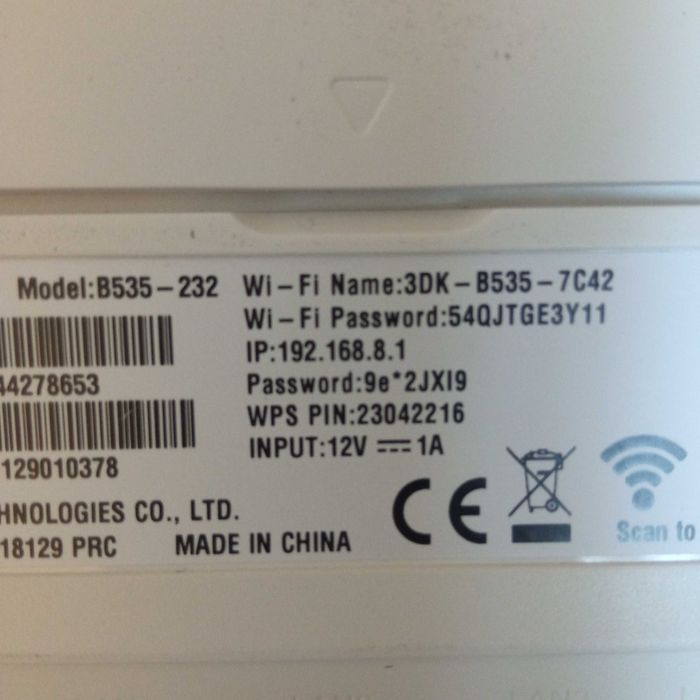 Model:B535-232
Wi-Fi Name:3DK-B535-7C42
Wi-Fi Password:54QJTGE3Y11
IP:192.168.8.1
44278653
Password:9e*2JXI9
WPS PIN:23042216
INPUT:12V ⎓ 1A
129010378
HNOLOGIES CO., LTD.
18129 PRC MADE IN CHINA
CE
Scan to